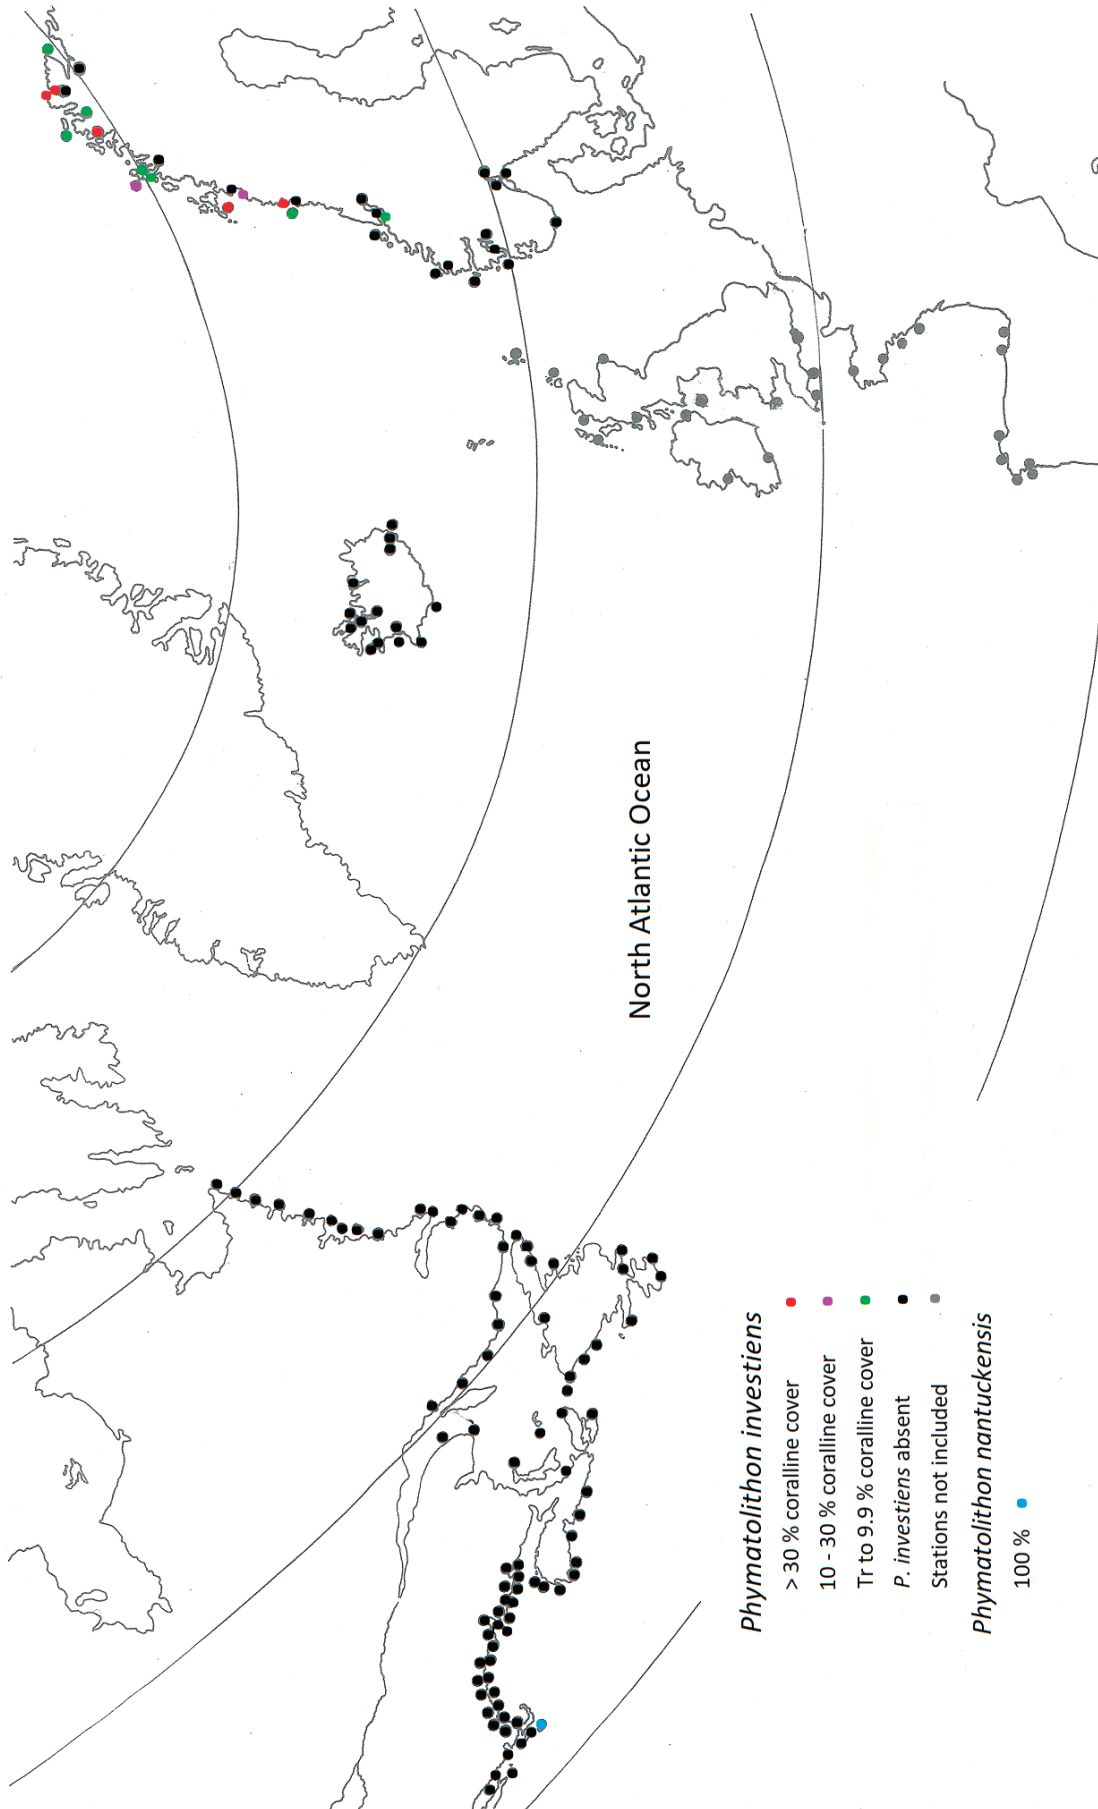 North Atlantic Ocean
Phymatolithon investiens
> 30 % coralline cover
10 - 30 % coralline cover
Tr to 9.9 % coralline cover
P. investiens absent
Stations not included
Phymatolithon nantuckensis
100 %